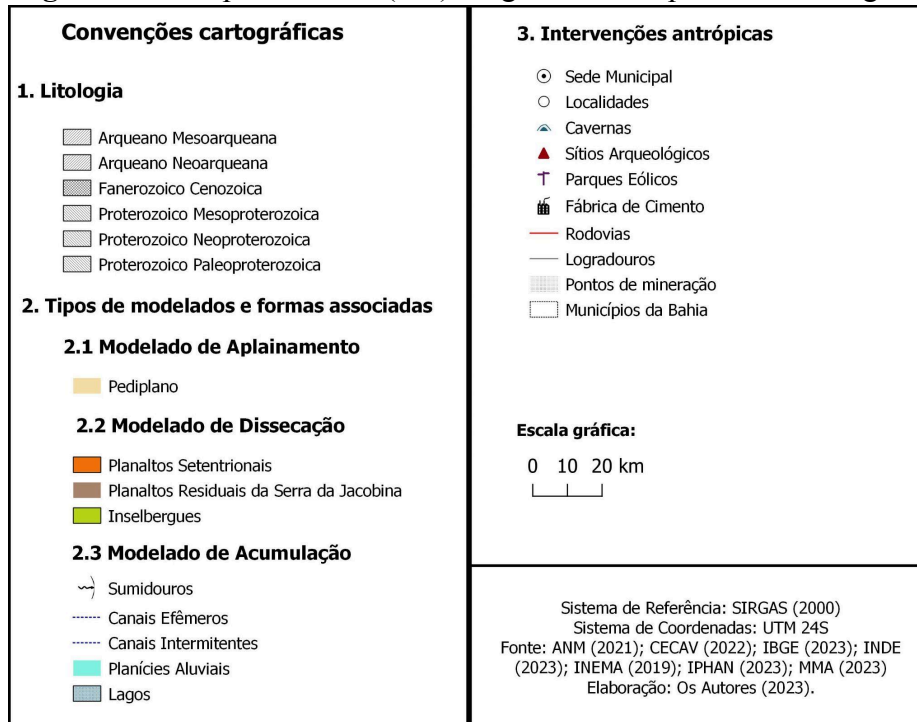 Convenções cartográficas
1. Litologia
Arqueano Mesoarqueana
Arqueano Neoarqueana
Fanerozoico Cenozoica
Proterozoico Mesoproterozoica
Proterozoico Neoproterozoica
Proterozoico Paleoproterozoica
2. Tipos de modelados e formas associadas
2.1 Modelado de Aplainamento
Pediplano
2.2 Modelado de Dissecação
Planaltos Setentrionais
Planaltos Residuais da Serra da Jacobina
Inselbergues
2.3 Modelado de Acumulação
Sumidouros
Canais Efêmeros
Canais Intermitentes
Planícies Aluviais
Lagos
3. Intervenções antrópicas
Sede Municipal
Localidades
Cavernas
Sítios Arqueológicos
Parques Eólicos
Fábrica de Cimento
Rodovias
Logradouros
Pontos de mineração
Municípios da Bahia
Escala gráfica:
0 10 20 km
Sistema de Referência: SIRGAS (2000)
Sistema de Coordenadas: UTM 24S
Fonte: ANM (2021); CECAV (2022); IBGE (2023); INDE
(2023); INEMA (2019); IPHAN (2023); MMA (2023)
Elaboração: Os Autores (2023).